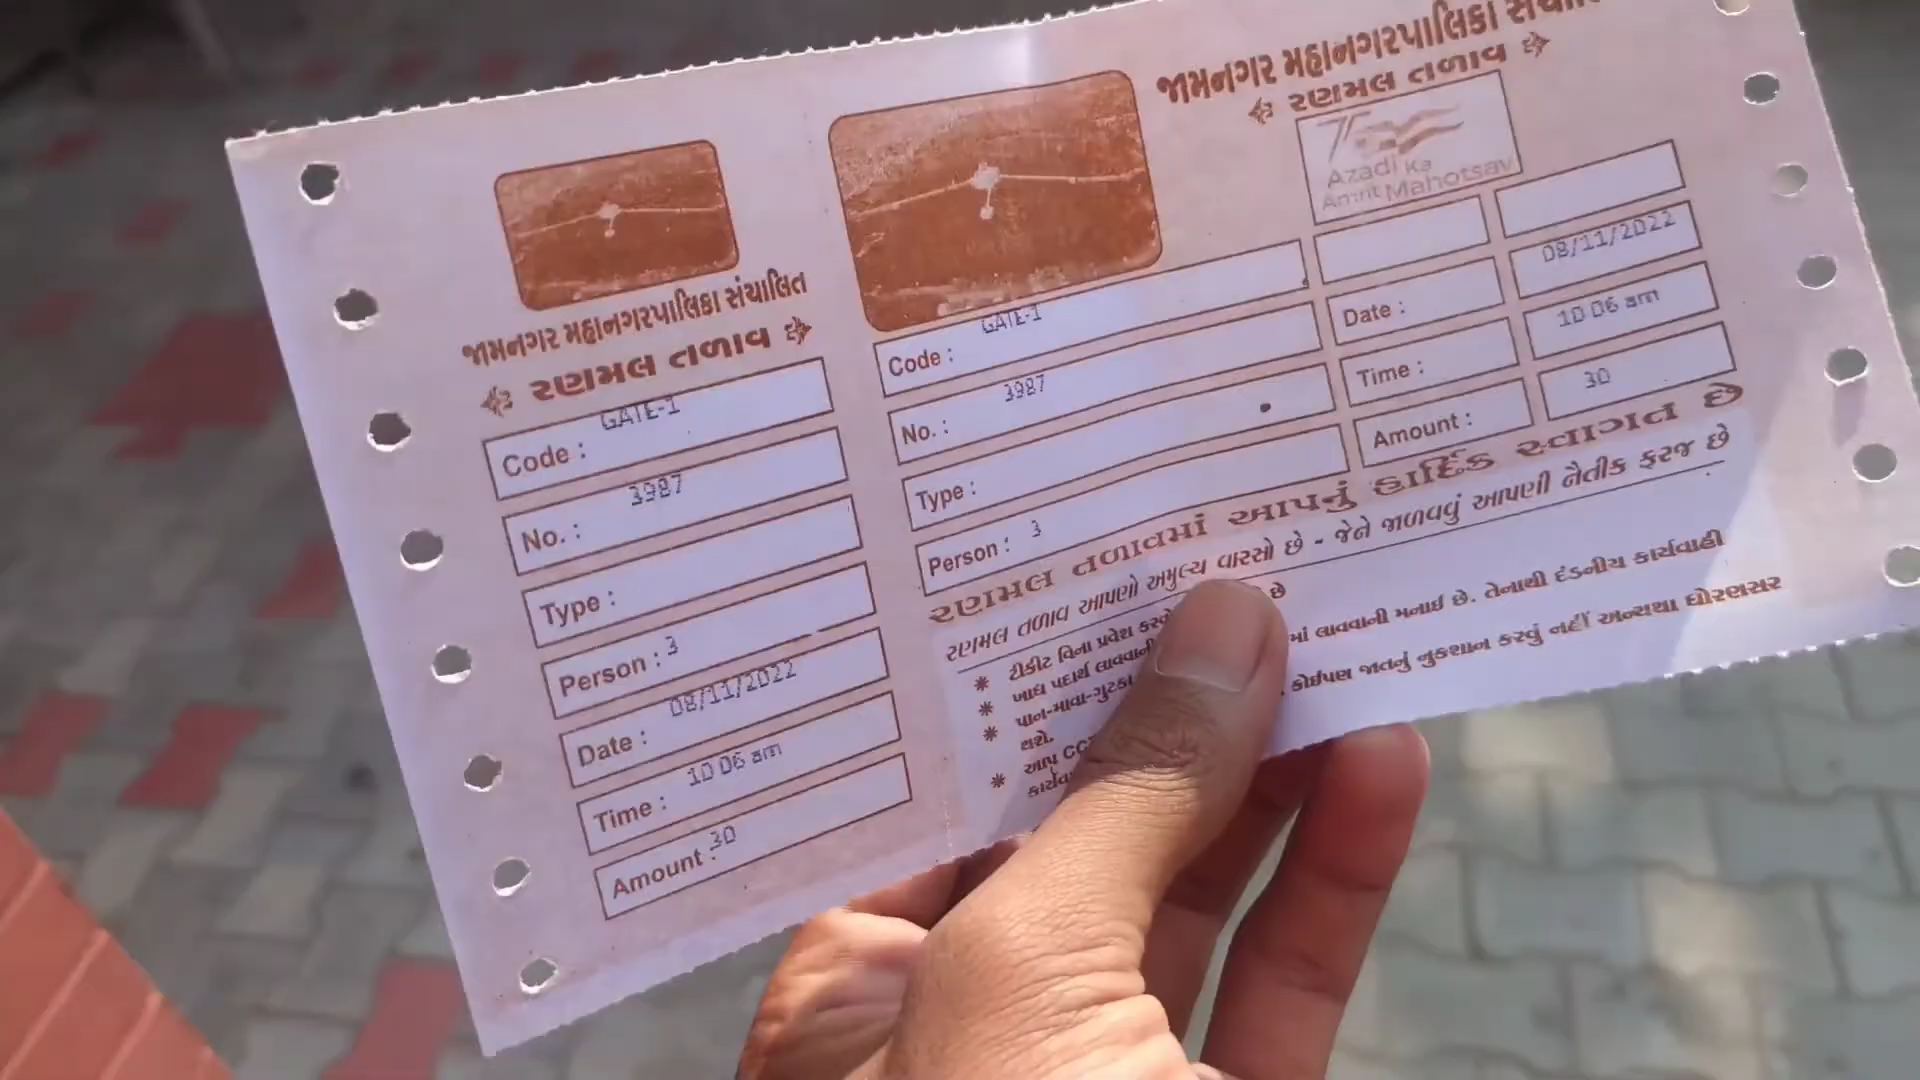 જામનગર મહાનગરપાલિકા સંચાલિત
રણમલ તળાવ
Code : GATE-1
No. : 3987
Type :
Person : 3
Date : 08/11/2022
Time : 10 06 am
Amount : 30
જામનગર મહાનગરપાલિકા
રણમલ તળાવ
75
Azadi Ka
Amrit Mahotsav
Code : GATE-1
No. : 3987
Date : 08/11/2022
Type :
Time : 10 06 am
Person : 3
Amount : 30
રણમલ તળાવમાં આપનું હાર્દિક સ્વાગત છે
રણમલ તળાવ આપણો અમુલ્ય વારસો છે - જેને જાળવવું આપણી નૈતીક ફરજ છે
* ટીકીટ વિના પ્રવેશ છે
* ખાદ્ય પદાર્થ
* પાન-માવા-ગુટકા માં લાવવાની મનાઈ છે. તેનાથી દંડનીય કાર્યવાહી
થશે.
* આપ કોઈપણ જાતનું નુકશાન કરવું નહીં અન્યથા ધોરણસર